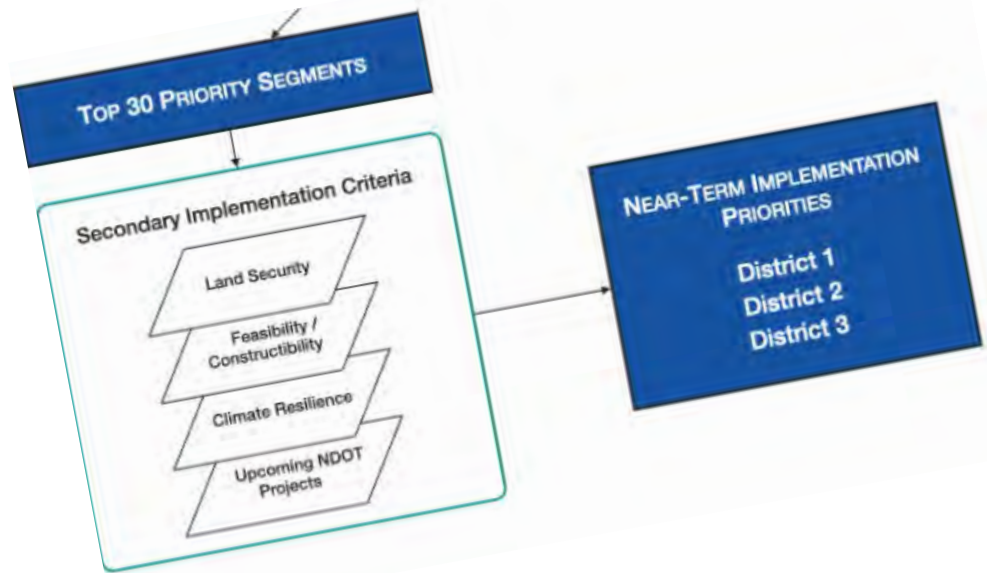 TOP 30 PRIORITY SEGMENTS
Secondary Implementation Criteria
Land Security
Feasibility /
Constructibility
Climate Resilience
Upcoming NDOT
Projects
NEAR-TERM IMPLEMENTATION
PRIORITIES
District 1
District 2
District 3